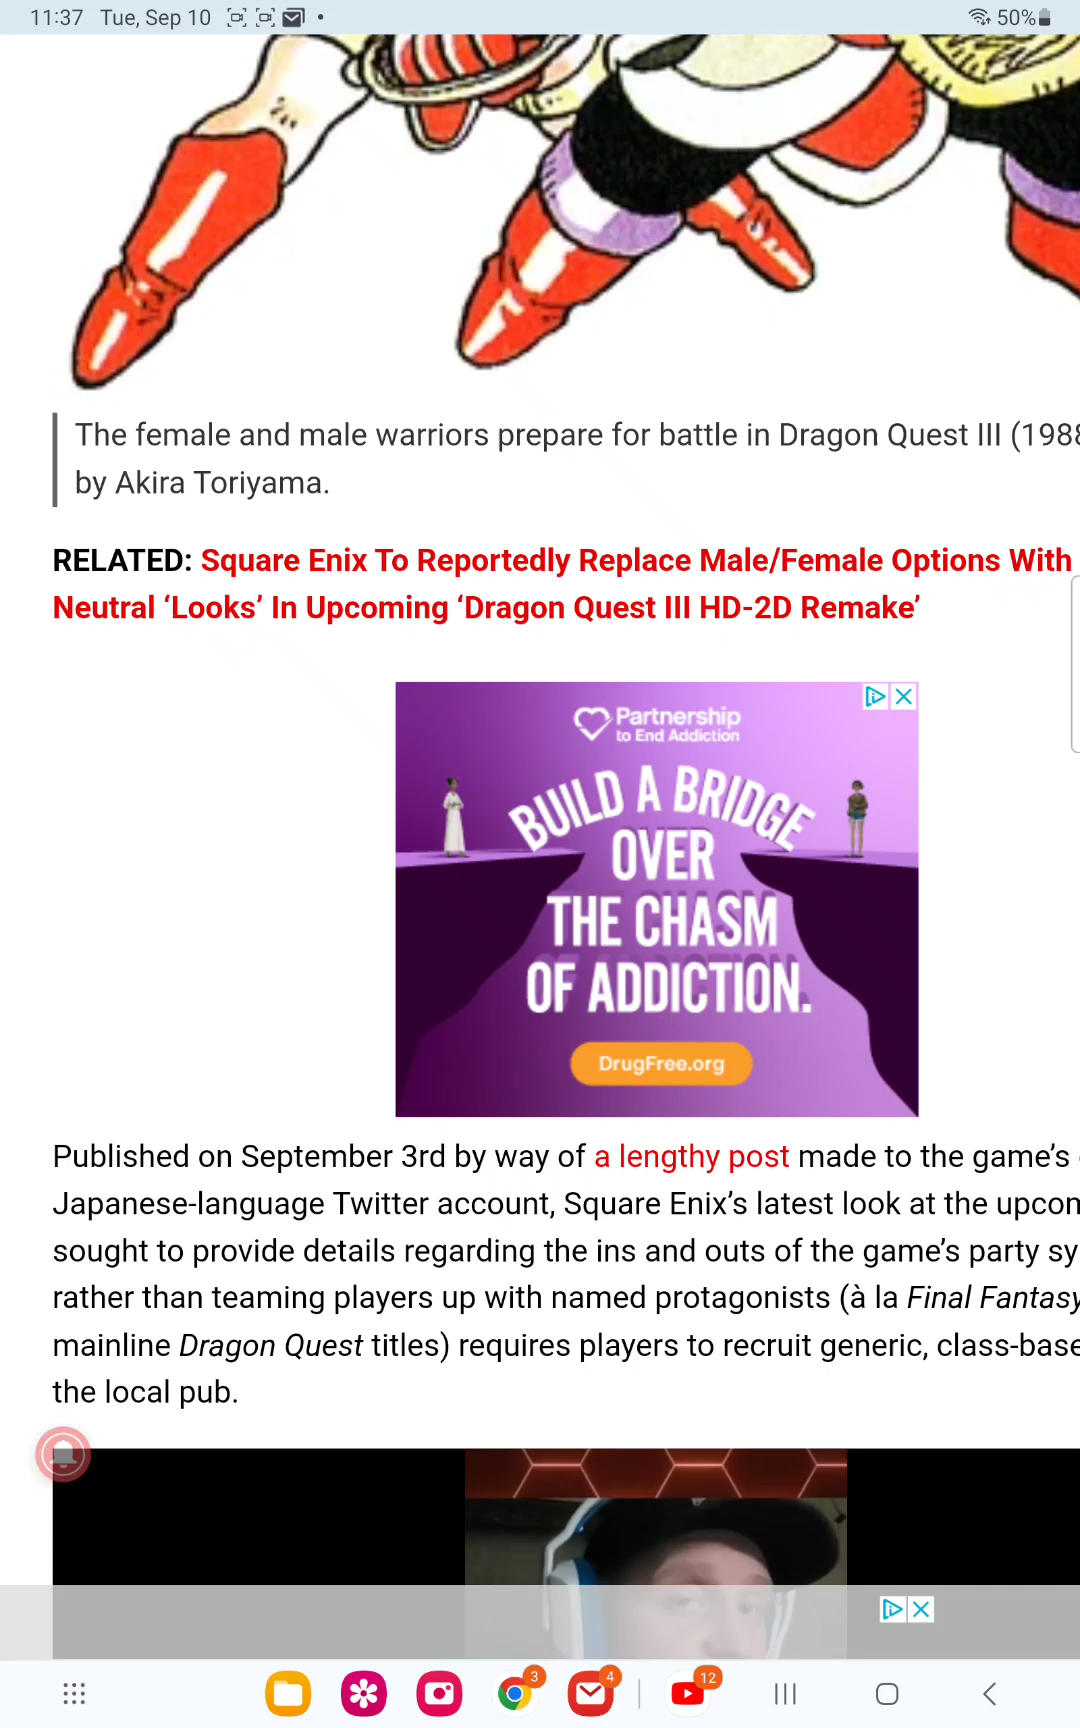 11:37 Tue, Sep 10
50%
The female and male warriors prepare for battle in Dragon Quest III (198
by Akira Toriyama.
RELATED: Square Enix To Reportedly Replace Male/Female Options With
Neutral ‘Looks’ In Upcoming ‘Dragon Quest III HD-2D Remake’
Partnership
to End Addiction
BUILD A BRIDGE
OVER
THE CHASM
OF ADDICTION.
DrugFree.org
Published on September 3rd by way of a lengthy post made to the game’s
Japanese-language Twitter account, Square Enix’s latest look at the upcom
sought to provide details regarding the ins and outs of the game’s party sy
rather than teaming players up with named protagonists (à la Final Fantasy
mainline Dragon Quest titles) requires players to recruit generic, class-base
the local pub.
3
4
12